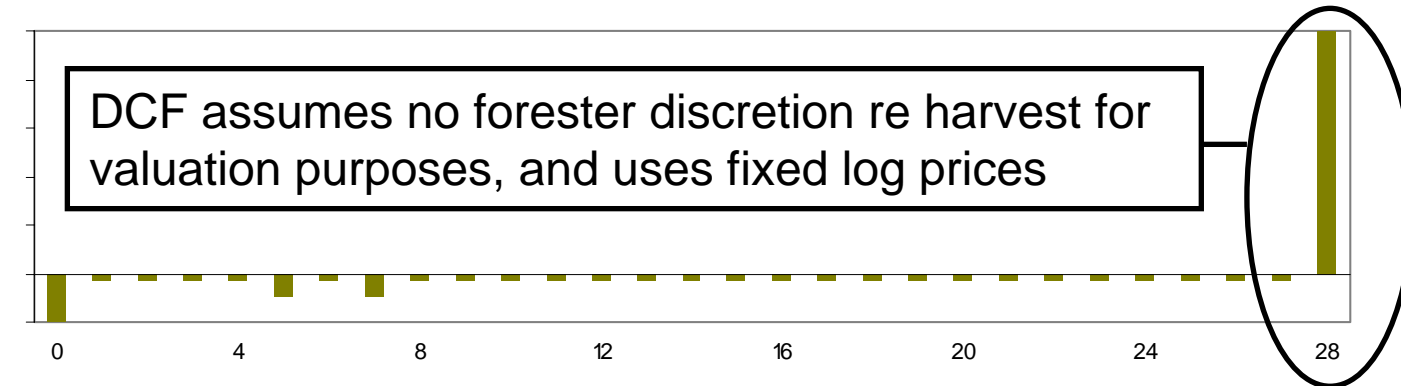 DCF assumes no forester discretion re harvest for
valuation purposes, and uses fixed log prices
0 4 8 12 16 20 24 28